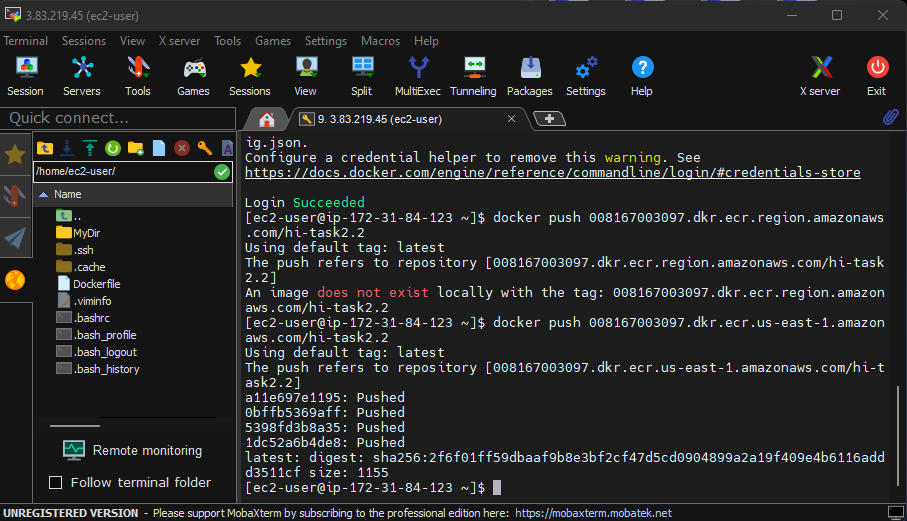 3.83.219.45 (ec2-user)
Terminal Sessions View X server Tools Games Settings Macros Help
Session Servers Tools Games Sessions View Split MultiExec Tunneling Packages Settings Help X server Exit
Quick connect...
9. 3.83.219.45 (ec2-user)
/home/ec2-user/
Name
..
MyDir
.ssh
.cache
Dockerfile
.viminfo
.bashrc
.bash_profile
.bash_logout
.bash_history
Remote monitoring
Follow terminal folder
ig.json.
Configure a credential helper to remove this warning. See
https://docs.docker.com/engine/reference/commandline/login/#credentials-store
Login Succeeded
[ec2-user@ip-172-31-84-123 ~]$ docker push 008167003097.dkr.ecr.region.amazonaws
.com/hi-task2.2
Using default tag: latest
The push refers to repository [008167003097.dkr.ecr.region.amazonaws.com/hi-task
2.2]
An image does not exist locally with the tag: 008167003097.dkr.ecr.region.amazon
aws.com/hi-task2.2
[ec2-user@ip-172-31-84-123 ~]$ docker push 008167003097.dkr.ecr.us-east-1.amazon
aws.com/hi-task2.2
Using default tag: latest
The push refers to repository [008167003097.dkr.ecr.us-east-1.amazonaws.com/hi-t
ask2.2]
a11e697e1195: Pushed
0bffb5369aff: Pushed
5398fd3b8a35: Pushed
1dc52a6b4de8: Pushed
latest: digest: sha256:2f6f01ff59dbaaf9b8e3bf2cf47d5cd0904899a2a19f409e4b6116add
d3511cf size: 1155
[ec2-user@ip-172-31-84-123 ~]$
UNREGISTERED VERSION - Please support MobaXterm by subscribing to the professional edition here: https://mobaxterm.mobatek.net